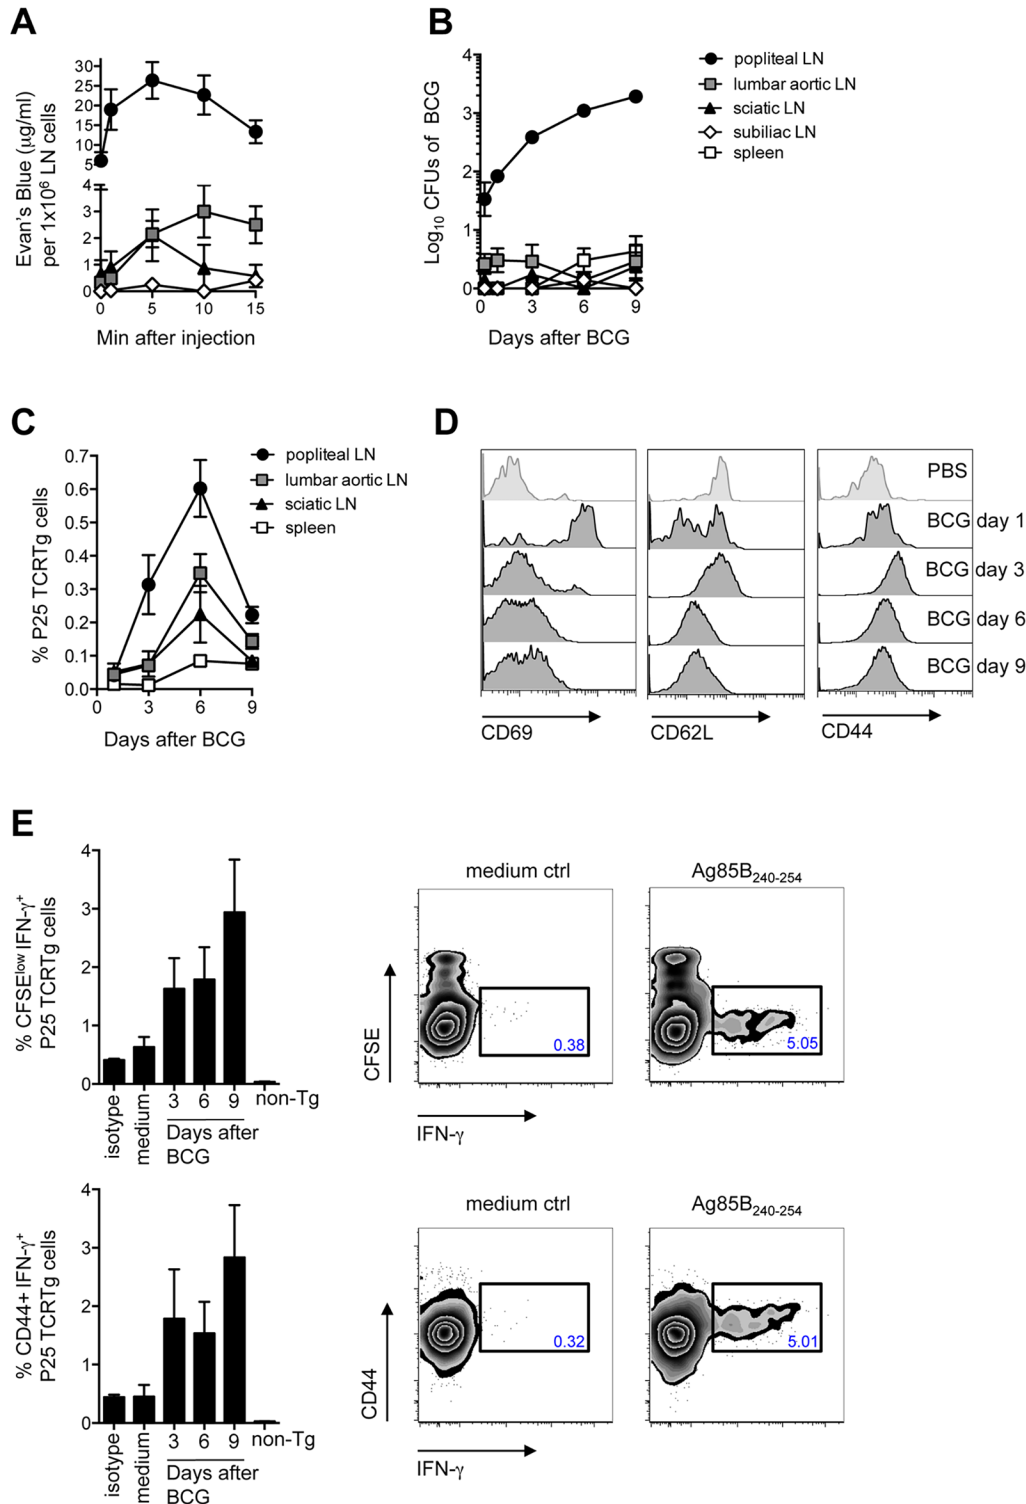 A
Evan's Blue (μg/ml)
per 1x10⁶ LN cells
30
25
20
15
10
5
4
3
2
1
0
0 5 10 15
Min after injection
B
Log₁₀ CFUs of BCG
4
3
2
1
0
0 3 6 9
Days after BCG
popliteal LN
lumbar aortic LN
sciatic LN
subiliac LN
spleen
C
% P25 TCRTg cells
0.7
0.6
0.5
0.4
0.3
0.2
0.1
0.0
0 3 6 9
Days after BCG
popliteal LN
lumbar aortic LN
sciatic LN
spleen
D
PBS
BCG day 1
BCG day 3
BCG day 6
BCG day 9
CD69 CD62L CD44
E
% CFSEˡᵒʷ IFN-γ⁺
P25 TCRTg cells
4
3
2
1
0
isotype medium 3 6 9 non-Tg
Days after
BCG
medium ctrl
CFSE
0.38
IFN-γ
Ag85B₂₄₀₋₂₅₄
5.05
% CD44+ IFN-γ⁺
P25 TCRTg cells
4
3
2
1
0
isotype medium 3 6 9 non-Tg
Days after
BCG
medium ctrl
CD44
0.32
IFN-γ
Ag85B₂₄₀₋₂₅₄
5.01